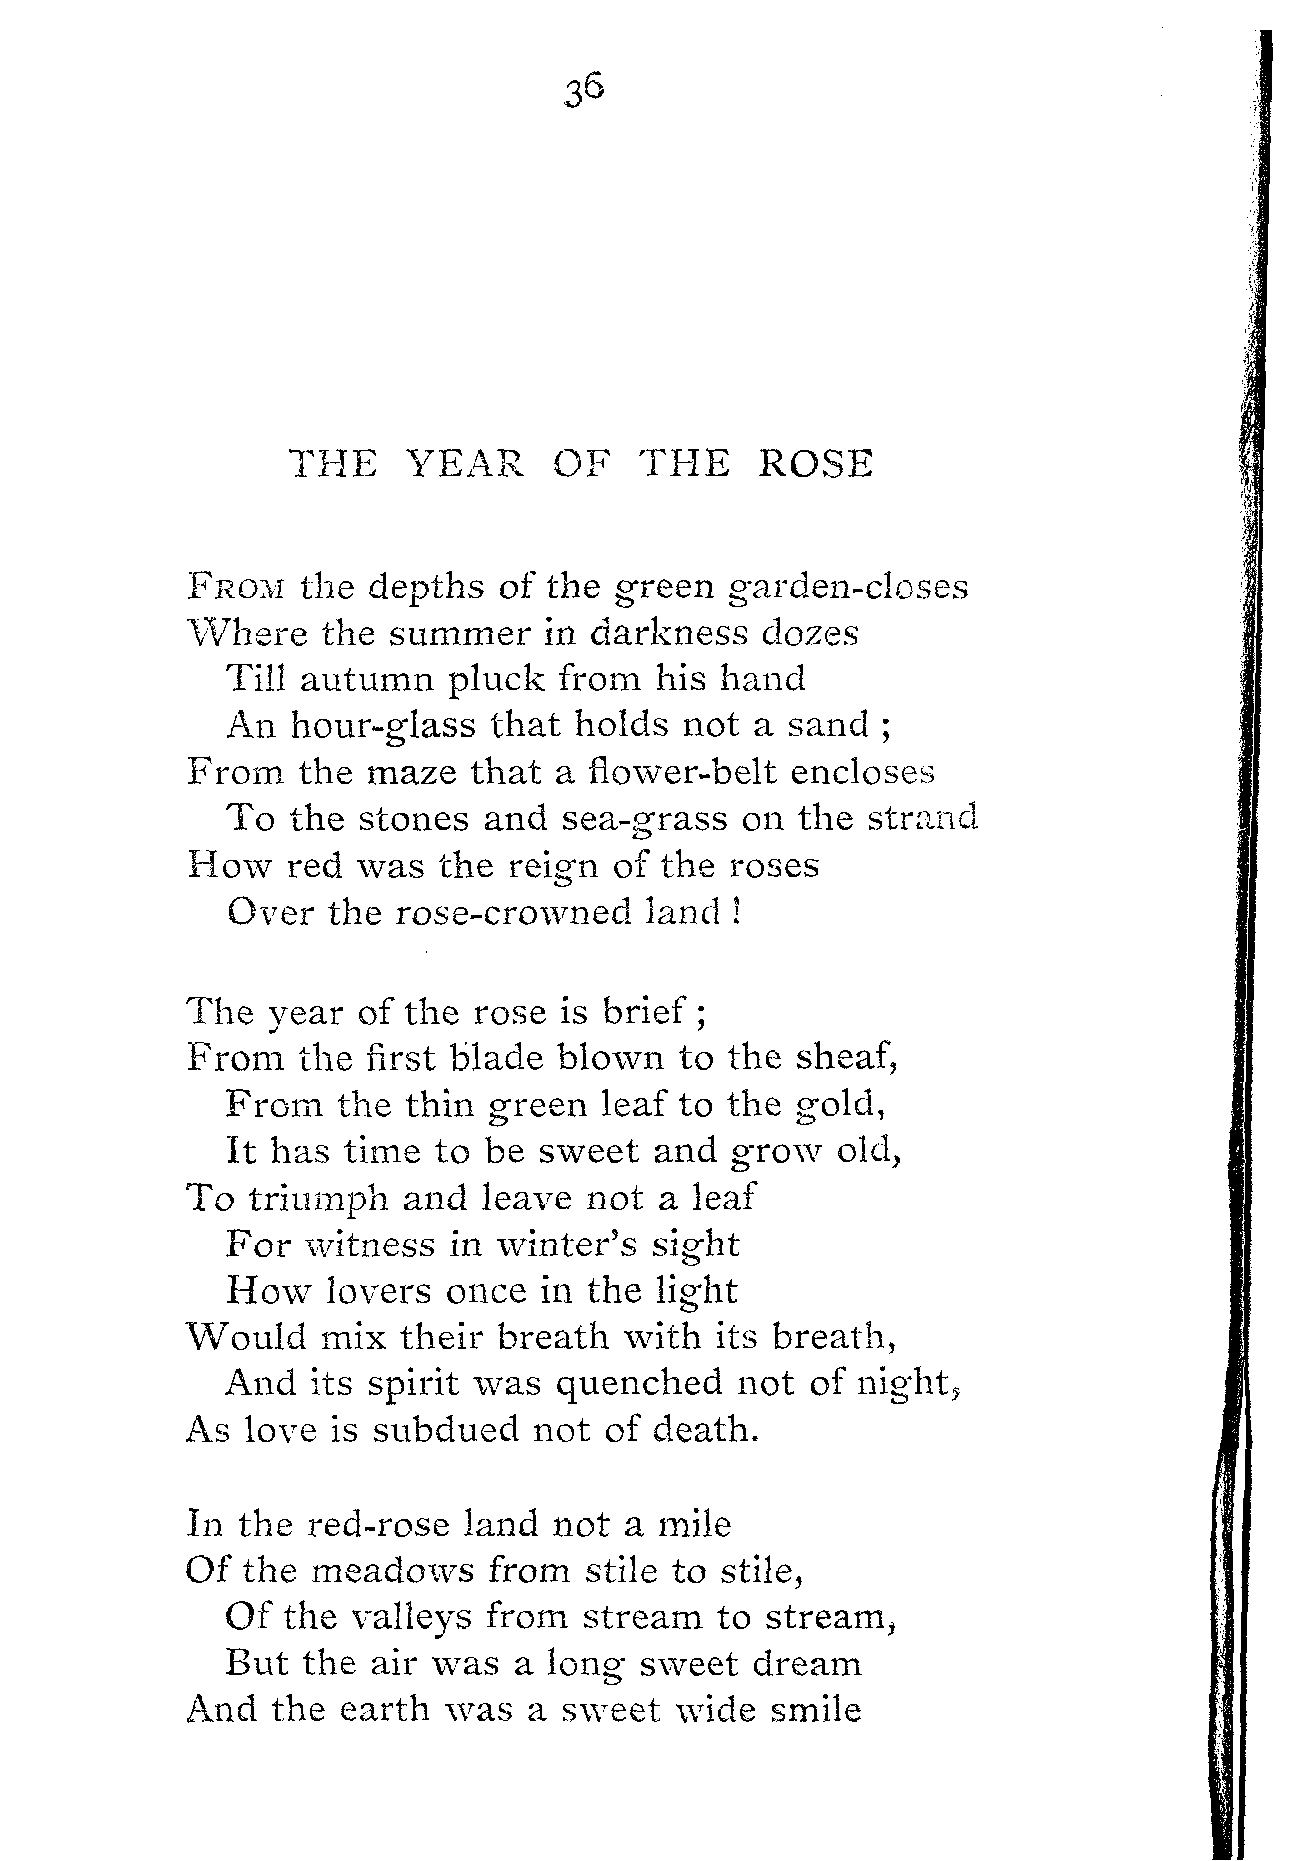 36
THE YEAR OF THE ROSE
FROM the depths of the green garden-closes
Where the summer in darkness dozes
Till autumn pluck from his hand
An hour-glass that holds not a sand ;
From the maze that a flower-belt encloses
To the stones and sea-grass on the strand
How red was the reign of the roses
Over the rose-crowned land !
The year of the rose is brief ;
From the first blade blown to the sheaf,
From the thin green leaf to the gold,
It has time to be sweet and grow old,
To triumph and leave not a leaf
For witness in winter's sight
How lovers once in the light
Would mix their breath with its breath,
And its spirit was quenched not of night,
As love is subdued not of death.
In the red-rose land not a mile
Of the meadows from stile to stile,
Of the valleys from stream to stream,
But the air was a long sweet dream
And the earth was a sweet wide smile